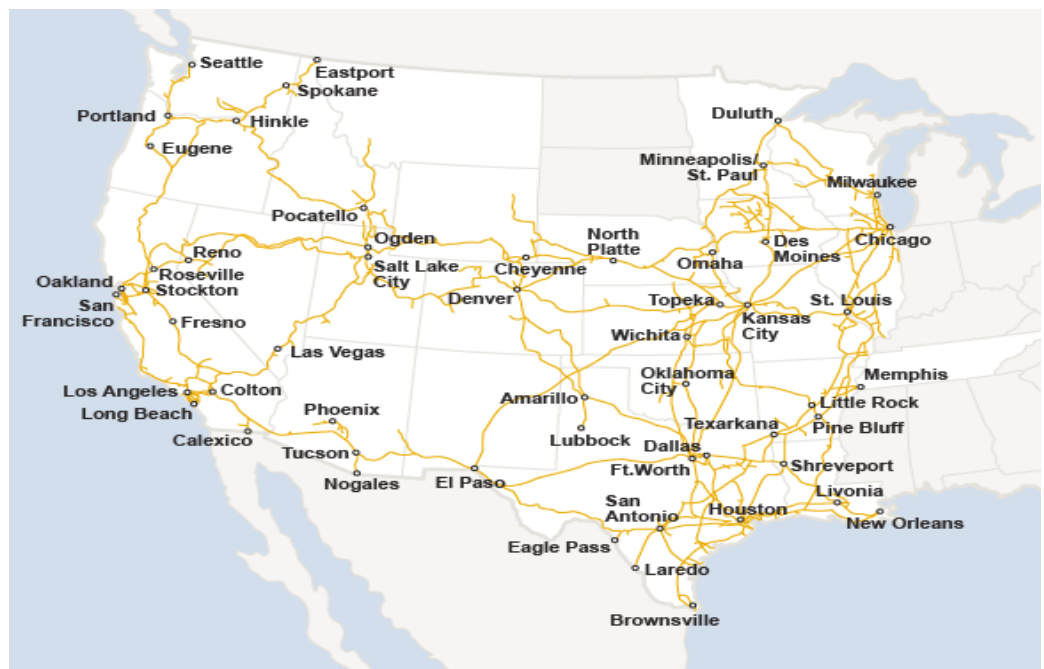 Seattle
Eastport
Spokane
Portland
Hinkle
Duluth
Eugene
Minneapolis/
St. Paul
Milwaukee
Pocatello
Ogden
North
Platte
Chicago
Reno
Salt Lake
City
Cheyenne
Omaha
Des
Moines
Roseville
Oakland
Stockton
San
Francisco
Denver
Topeka
St. Louis
Fresno
Kansas
City
Wichita
Las Vegas
Los Angeles
Colton
Long Beach
Oklahoma
City
Memphis
Amarillo
Little Rock
Phoenix
Texarkana
Pine Bluff
Calexico
Lubbock
Dallas
Tucson
Ft.Worth
Shreveport
Nogales
El Paso
San
Antonio
Houston
Livonia
New Orleans
Eagle Pass
Laredo
Brownsville